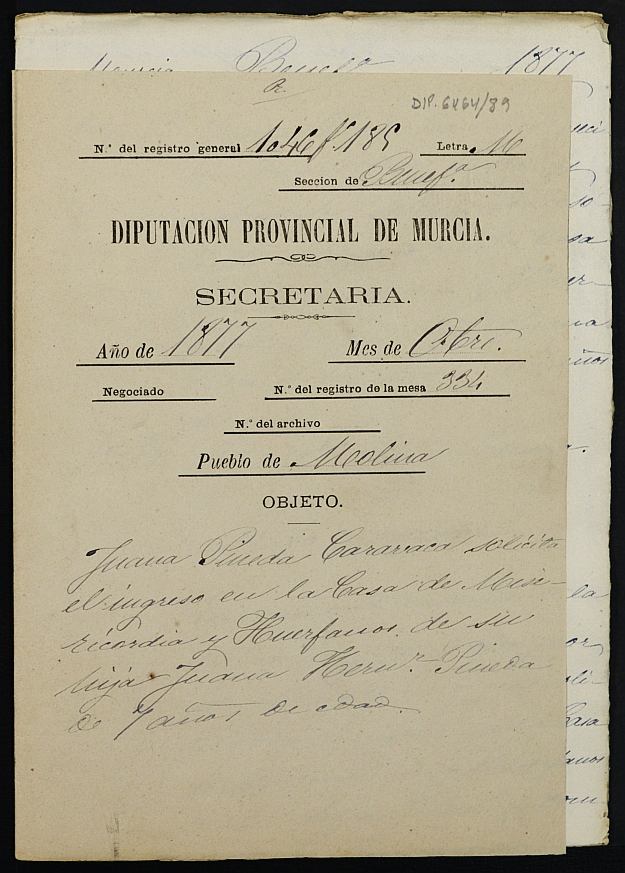 1877
DIP. 6464/39
N.º del registro general 1046 f.º 185 Letra M
Seccion de Benef.ª
DIPUTACION PROVINCIAL DE MURCIA.
SECRETARIA.
Año de 1877 Mes de Obre.
Negociado N.º del registro de la mesa 334
N.º del archivo
Pueblo de Molina
OBJETO.
Juana Pineda Cararraca solicita
el ingreso en la Casa de Mise-
ricordia y Huerfanos de su
hija Juana Hern.z Pineda
de 7 años de edad.